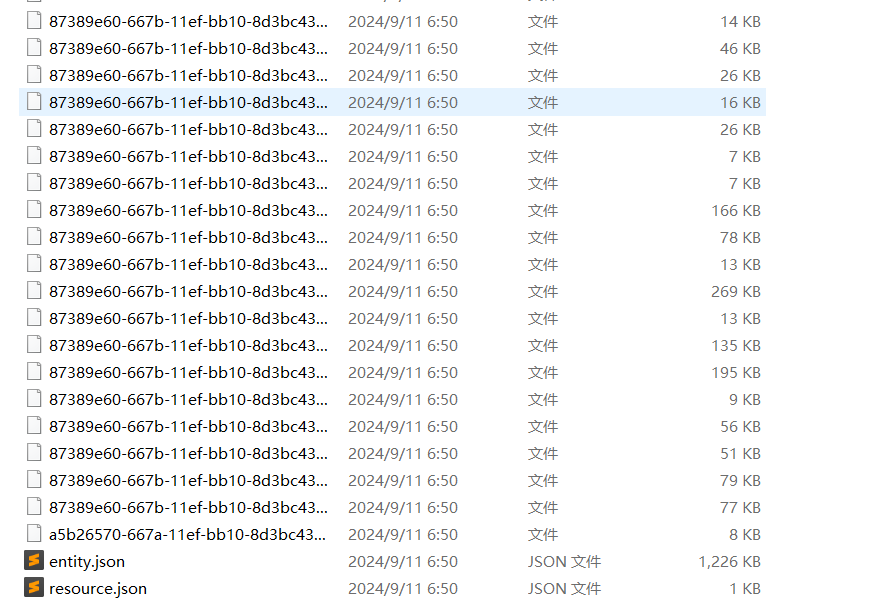 87389e60-667b-11ef-bb10-8d3bc43... 2024/9/11 6:50 文件 14 KB
87389e60-667b-11ef-bb10-8d3bc43... 2024/9/11 6:50 文件 46 KB
87389e60-667b-11ef-bb10-8d3bc43... 2024/9/11 6:50 文件 26 KB
87389e60-667b-11ef-bb10-8d3bc43... 2024/9/11 6:50 文件 16 KB
87389e60-667b-11ef-bb10-8d3bc43... 2024/9/11 6:50 文件 26 KB
87389e60-667b-11ef-bb10-8d3bc43... 2024/9/11 6:50 文件 7 KB
87389e60-667b-11ef-bb10-8d3bc43... 2024/9/11 6:50 文件 7 KB
87389e60-667b-11ef-bb10-8d3bc43... 2024/9/11 6:50 文件 166 KB
87389e60-667b-11ef-bb10-8d3bc43... 2024/9/11 6:50 文件 78 KB
87389e60-667b-11ef-bb10-8d3bc43... 2024/9/11 6:50 文件 13 KB
87389e60-667b-11ef-bb10-8d3bc43... 2024/9/11 6:50 文件 269 KB
87389e60-667b-11ef-bb10-8d3bc43... 2024/9/11 6:50 文件 13 KB
87389e60-667b-11ef-bb10-8d3bc43... 2024/9/11 6:50 文件 135 KB
87389e60-667b-11ef-bb10-8d3bc43... 2024/9/11 6:50 文件 195 KB
87389e60-667b-11ef-bb10-8d3bc43... 2024/9/11 6:50 文件 9 KB
87389e60-667b-11ef-bb10-8d3bc43... 2024/9/11 6:50 文件 56 KB
87389e60-667b-11ef-bb10-8d3bc43... 2024/9/11 6:50 文件 51 KB
87389e60-667b-11ef-bb10-8d3bc43... 2024/9/11 6:50 文件 79 KB
87389e60-667b-11ef-bb10-8d3bc43... 2024/9/11 6:50 文件 77 KB
a5b26570-667a-11ef-bb10-8d3bc43... 2024/9/11 6:50 文件 8 KB
entity.json 2024/9/11 6:50 JSON 文件 1,226 KB
resource.json 2024/9/11 6:50 JSON 文件 1 KB